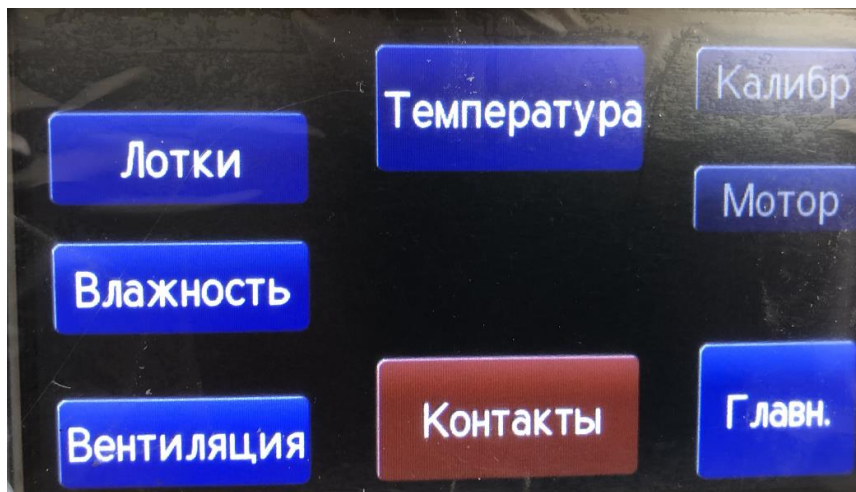 Температура
Калибр
Лотки
Мотор
Влажность
Контакты
Главн.
Вентиляция